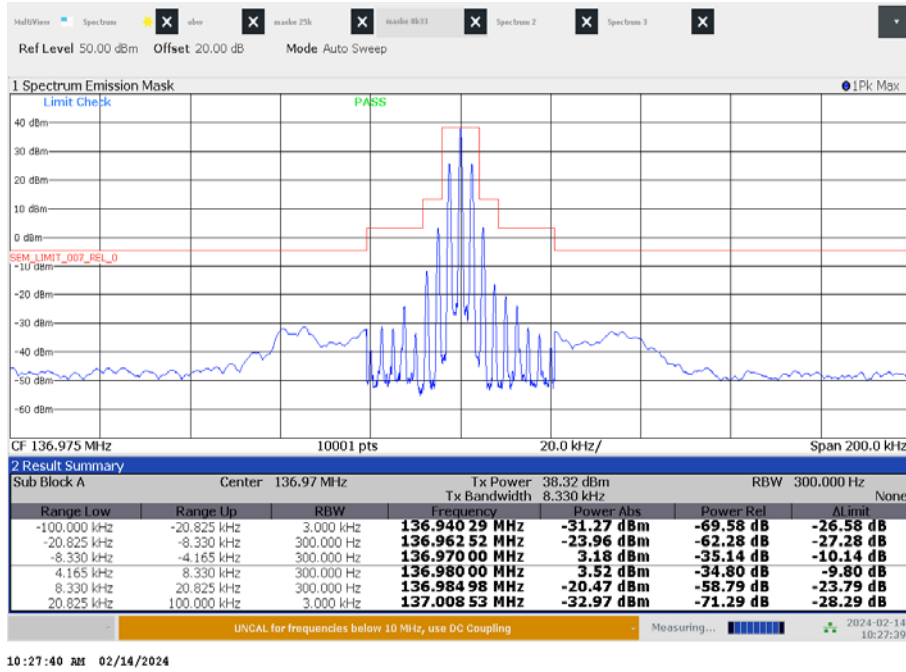 MultiView Spectrum ober maske 25k maske 8k33 Spectrum 2 Spectrum 3
Ref Level 50.00 dBm Offset 20.00 dB Mode Auto Sweep
1 Spectrum Emission Mask 1Pk Max
Limit Check PASS
40 dBm
30 dBm
20 dBm
10 dBm
0 dBm
SEM_LIMIT_007_REL_0
-10 dBm
-20 dBm
-30 dBm
-40 dBm
-50 dBm
-60 dBm
CF 136.975 MHz 10001 pts 20.0 kHz/ Span 200.0 kHz
2 Result Summary
Sub Block A Center 136.97 MHz Tx Power 38.32 dBm RBW 300.000 Hz
Tx Bandwidth 8.330 kHz None
Range Low Range Up RBW Frequency Power Abs Power Rel ΔLimit
-100.000 kHz -20.825 kHz 3.000 kHz 136.940 29 MHz -31.27 dBm -69.58 dB -26.58 dB
-20.825 kHz -8.330 kHz 300.000 Hz 136.962 52 MHz -23.96 dBm -62.28 dB -27.28 dB
-8.330 kHz -4.165 kHz 300.000 Hz 136.970 00 MHz 3.18 dBm -35.14 dB -10.14 dB
4.165 kHz 8.330 kHz 300.000 Hz 136.980 00 MHz 3.52 dBm -34.80 dB -9.80 dB
8.330 kHz 20.825 kHz 300.000 Hz 136.984 98 MHz -20.47 dBm -58.79 dB -23.79 dB
20.825 kHz 100.000 kHz 3.000 kHz 137.008 53 MHz -32.97 dBm -71.29 dB -28.29 dB
UNCAL for frequencies below 10 MHz, use DC Coupling Measuring... 2024-02-14
10:27:39
10:27:40 AM 02/14/2024